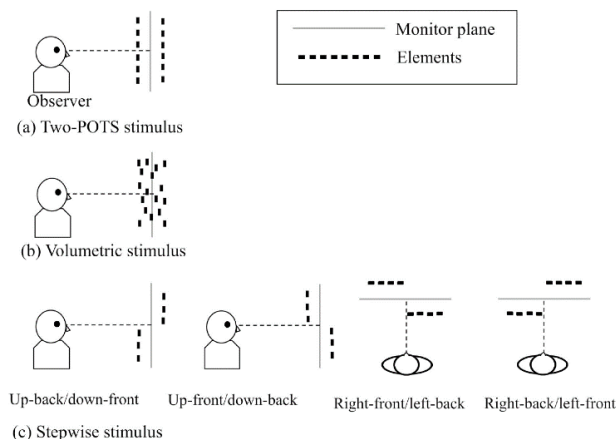 Monitor plane
Elements
Observer
(a) Two-POTS stimulus
(b) Volumetric stimulus
Up-back/down-front
Up-front/down-back
Right-front/left-back
Right-back/left-front
(c) Stepwise stimulus